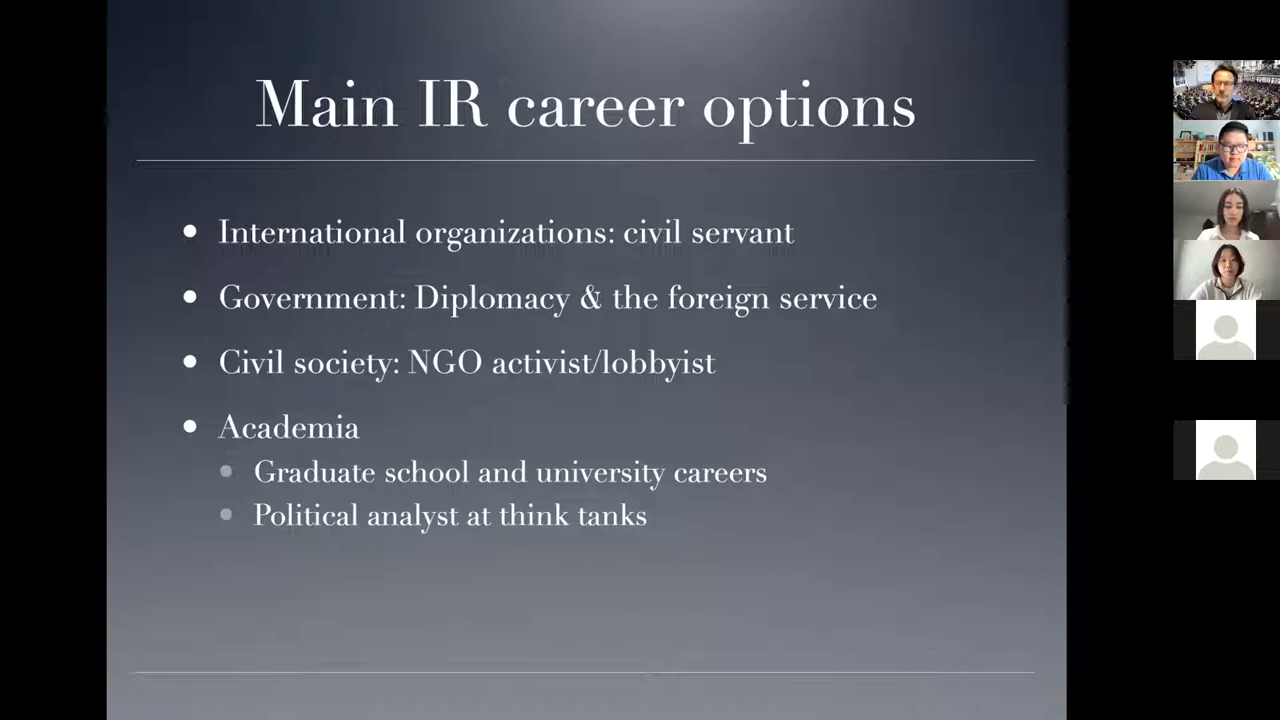 Main IR career options
International organizations: civil servant
Government: Diplomacy & the foreign service
Civil society: NGO activist/lobbyist
Academia
Graduate school and university careers
Political analyst at think tanks